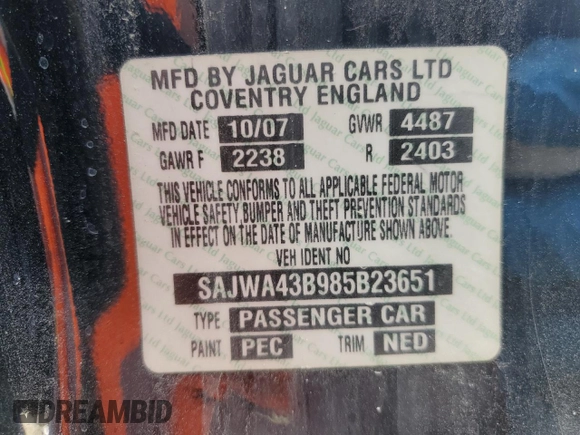 MFD BY JAGUAR CARS LTD
COVENTRY ENGLAND
MFD DATE 10/07 GVWR 4487
GAWR F 2238 R 2403
THIS VEHICLE CONFORMS TO ALL APPLICABLE FEDERAL MOTOR
VEHICLE SAFETY,BUMPER AND THEFT PREVENTION STANDARDS
IN EFFECT ON THE DATE OF MANUFACTURE SHOWN ABOVE.
VEH IDENT NO
SAJWA43B985B23651
TYPE PASSENGER CAR
PAINT PEC TRIM NED
DREAMBID